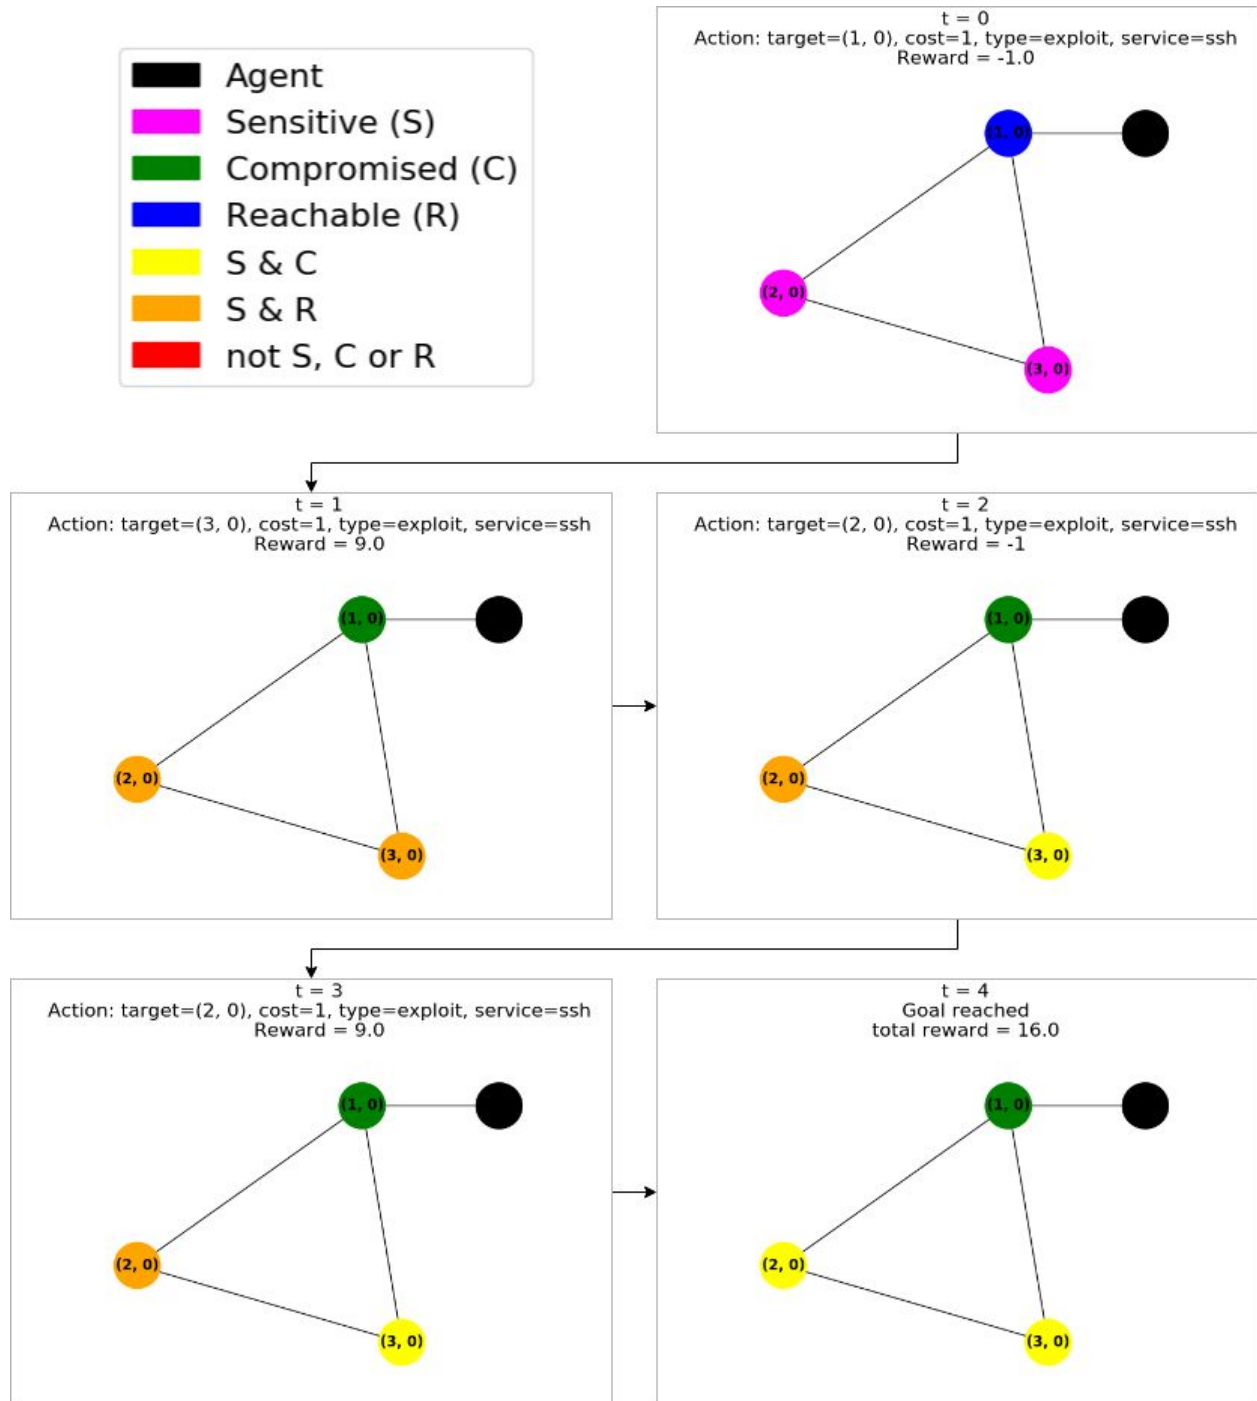 Agent
Sensitive (S)
Compromised (C)
Reachable (R)
S & C
S & R
not S, C or R
t = 0
Action: target=(1, 0), cost=1, type=exploit, service=ssh
Reward = -1.0
(1, 0)
(2, 0)
(3, 0)
t = 1
Action: target=(3, 0), cost=1, type=exploit, service=ssh
Reward = 9.0
(1, 0)
(2, 0)
(3, 0)
t = 2
Action: target=(2, 0), cost=1, type=exploit, service=ssh
Reward = -1
(1, 0)
(2, 0)
(3, 0)
t = 3
Action: target=(2, 0), cost=1, type=exploit, service=ssh
Reward = 9.0
(1, 0)
(2, 0)
(3, 0)
t = 4
Goal reached
total reward = 16.0
(1, 0)
(2, 0)
(3, 0)